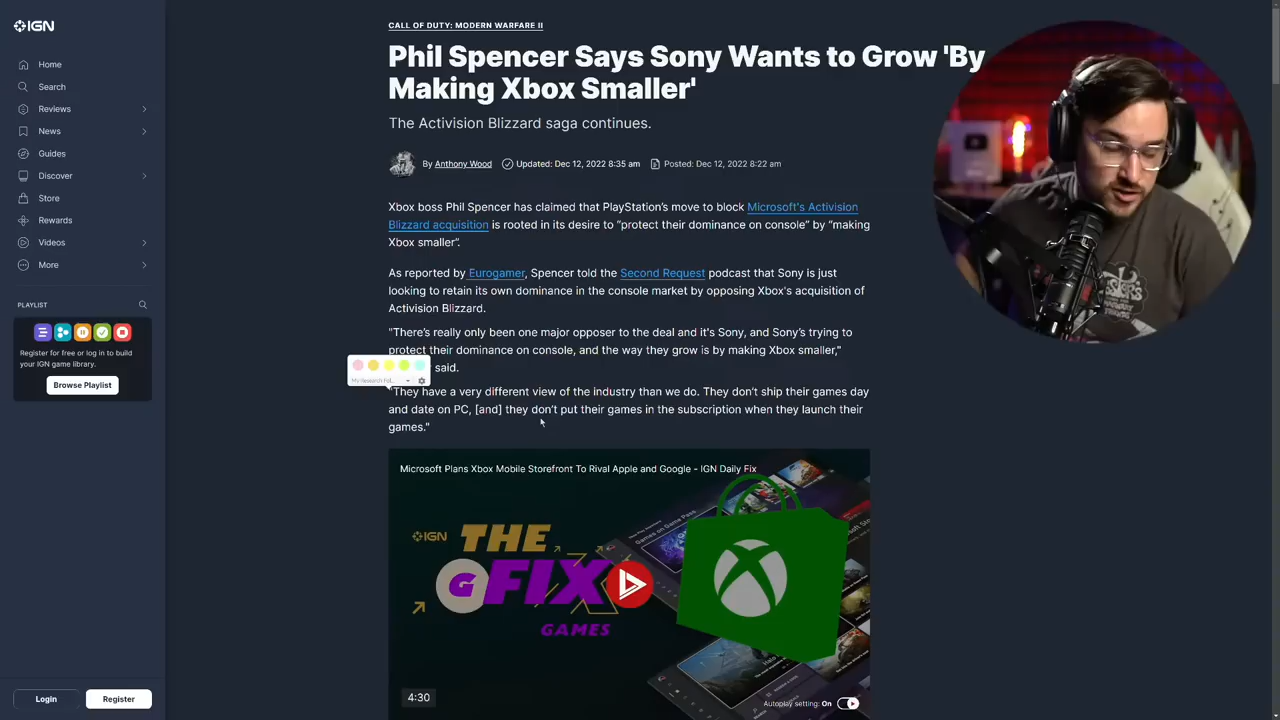 IGN
Home
Search
Reviews
News
Guides
Discover
Store
Rewards
Videos
More
PLAYLIST
Register for free or log in to build
your IGN game library.
Browse Playlist
Login
Register
CALL OF DUTY: MODERN WARFARE II
Phil Spencer Says Sony Wants to Grow 'By
Making Xbox Smaller'
The Activision Blizzard saga continues.
By Anthony Wood
Updated: Dec 12, 2022 8:35 am
Posted: Dec 12, 2022 8:22 am
Xbox boss Phil Spencer has claimed that PlayStation's move to block Microsoft's Activision
Blizzard acquisition is rooted in its desire to "protect their dominance on console" by "making
Xbox smaller".
As reported by Eurogamer, Spencer told the Second Request podcast that Sony is just
looking to retain its own dominance in the console market by opposing Xbox's acquisition of
Activision Blizzard.
"There's really only been one major opposer to the deal and it's Sony, and Sony's trying to
protect their dominance on console, and the way they grow is by making Xbox smaller,"
said.
My Research Fol...
"They have a very different view of the industry than we do. They don't ship their games day
and date on PC, [and] they don't put their games in the subscription when they launch their
games."
Microsoft Plans Xbox Mobile Storefront To Rival Apple and Google - IGN Daily Fix
IGN
THE
G FIX
GAMES
4:30
Autoplay setting: On